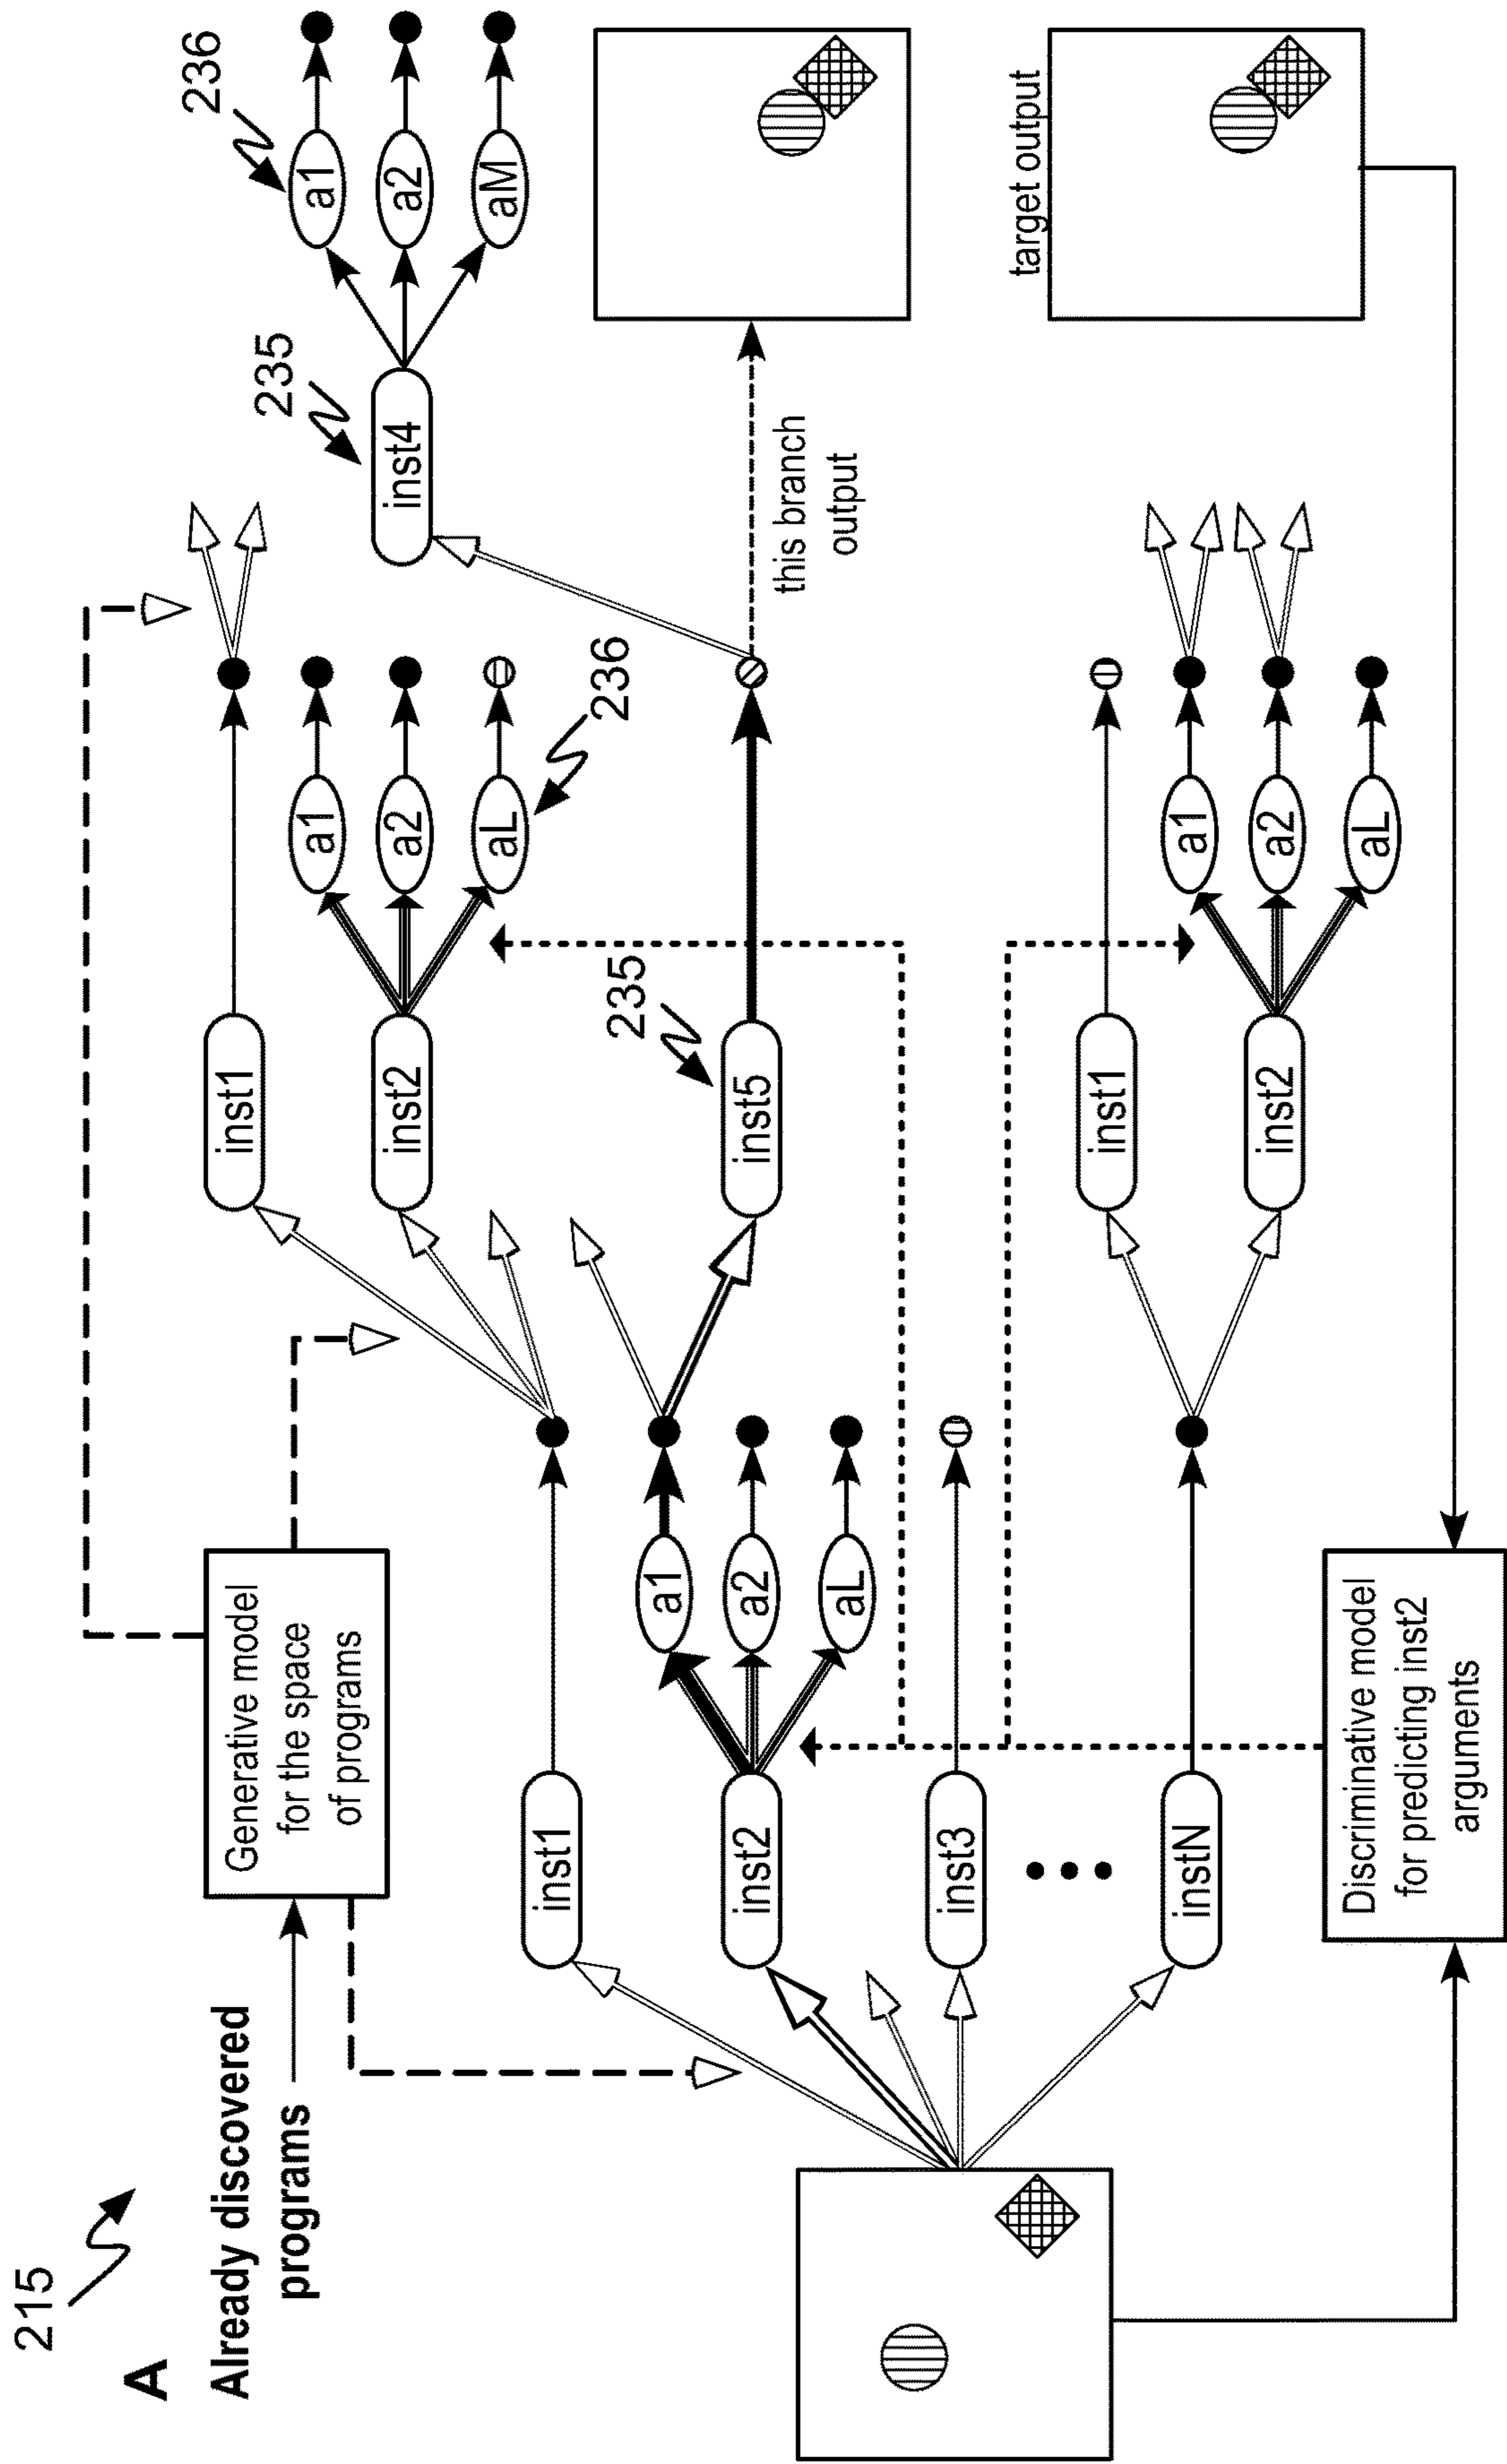 215
A
Already discovered
programs
Generative model
for the space
of programs
inst1
inst2
inst3
instN
a1
a2
aL
inst1
inst2
inst5
235
a1
a2
aL
236
inst1
inst2
a1
a2
aL
inst4
235
a1
a2
aM
236
this branch
output
target output
Discriminative model
for predicting inst2
arguments